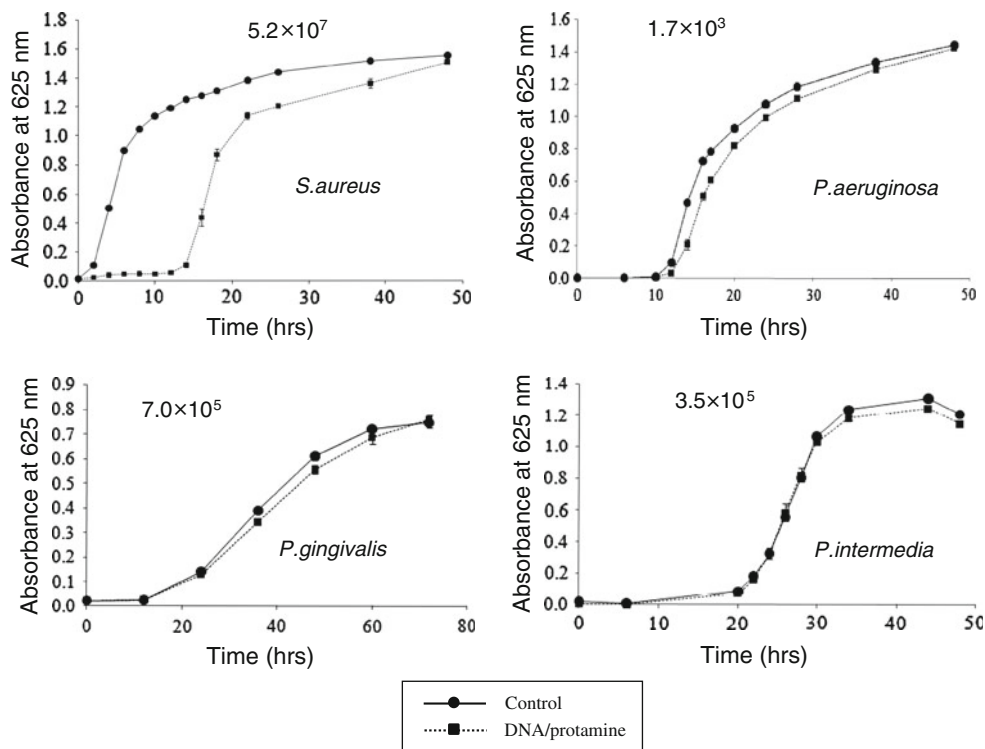 5.2×10⁷
Absorbance at 625 nm
1.6
1.4
1.2
1.0
0.8
0.6
0.4
0.2
0.0
S.aureus
0 10 20 30 40 50
Time (hrs)
1.7×10³
Absorbance at 625 nm
1.6
1.4
1.2
1.0
0.8
0.6
0.4
0.2
0.0
P.aeruginosa
0 10 20 30 40 50
Time (hrs)
7.0×10⁵
Absorbance at 625 nm
0.9
0.8
0.7
0.6
0.5
0.4
0.3
0.2
0.1
0.0
P.gingivalis
0 20 40 60 80
Time (hrs)
3.5×10⁵
Absorbance at 625 nm
1.4
1.2
1.0
0.8
0.6
0.4
0.2
0.0
P.intermedia
0 10 20 30 40 50
Time (hrs)
Control
DNA/protamine